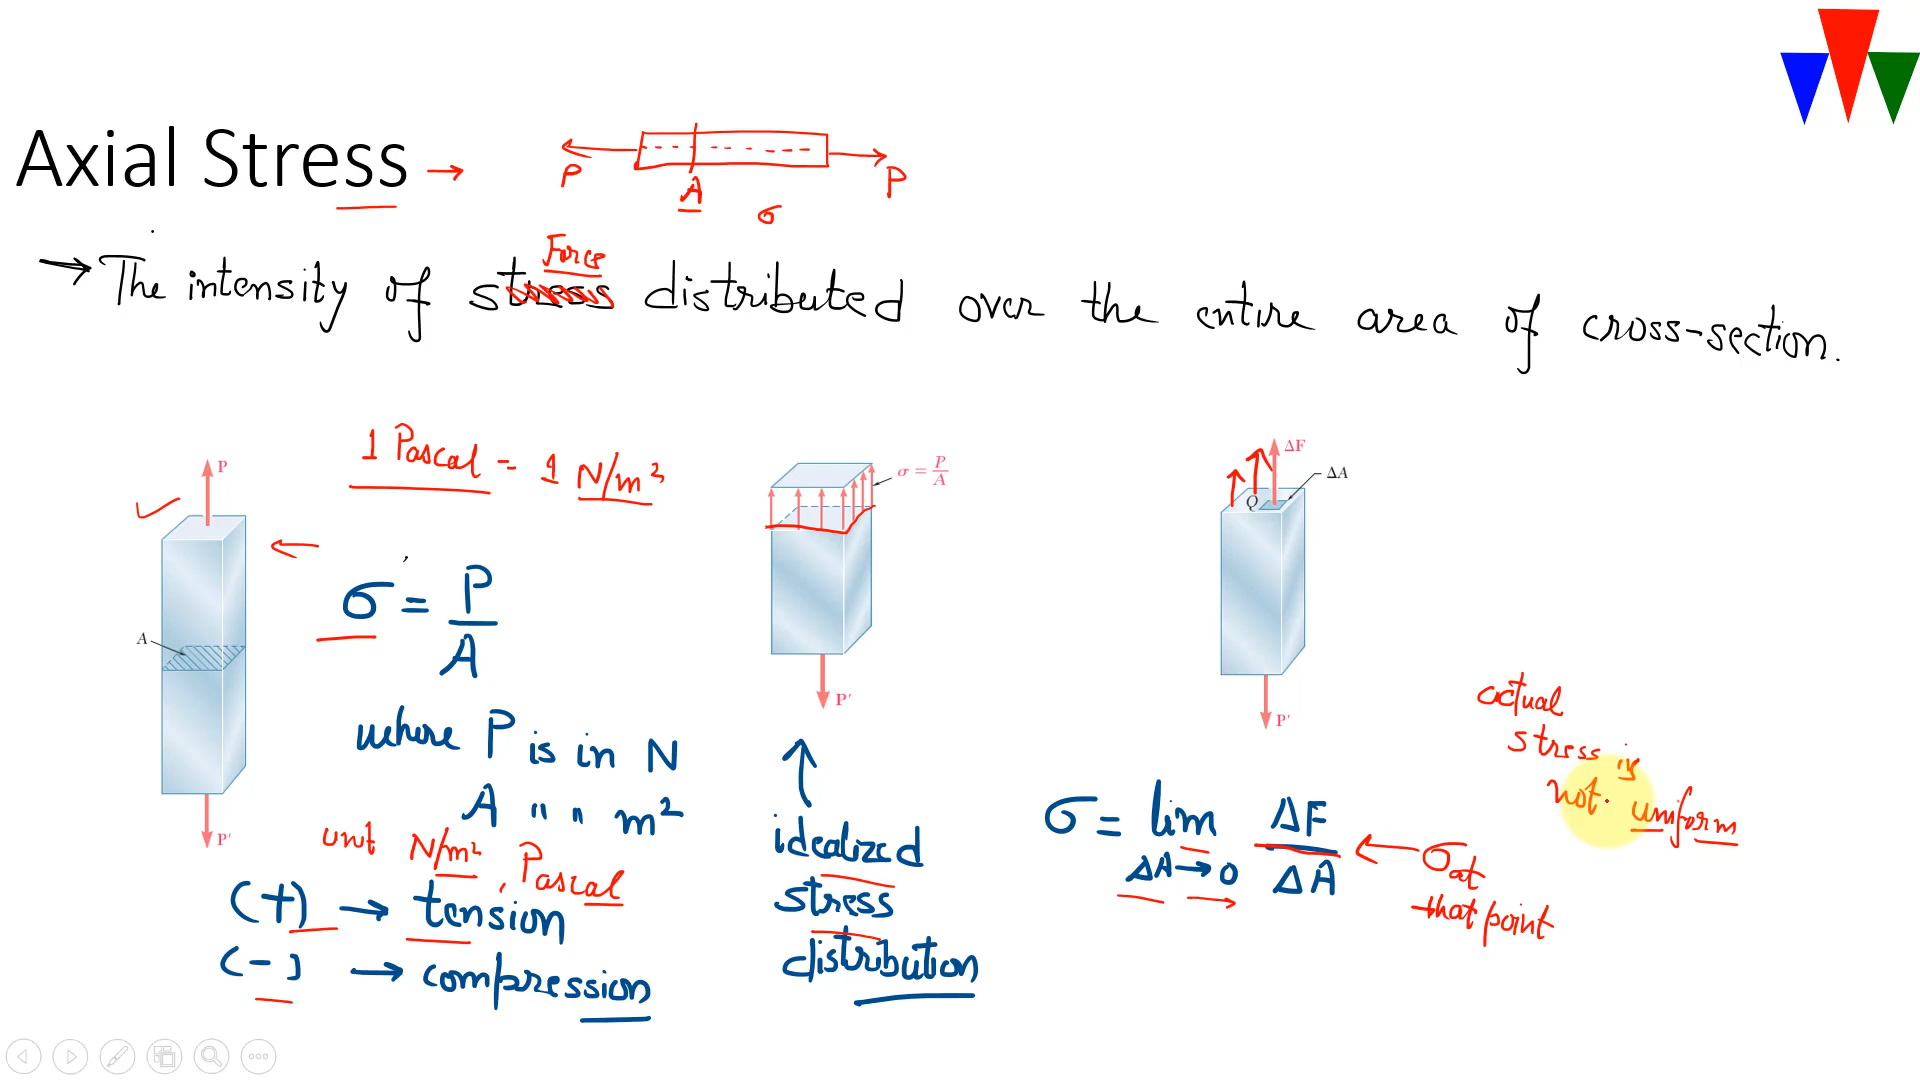 Axial Stress →
P A P
σ
Force
→ The intensity of stress distributed over the entire area of cross-section.
1 Pascal = 1 N/m²
P
A
P'
σ = P/A
where P is in N
A " " m²
unit N/m², Pascal
(+) → tension
(-) → compression
σ = P/A
P'
idealized
stress
distribution
ΔF
ΔA
Q
P'
σ = lim ΔF/ΔA
ΔA→0
← σat
that point
actual
stress is
not uniform